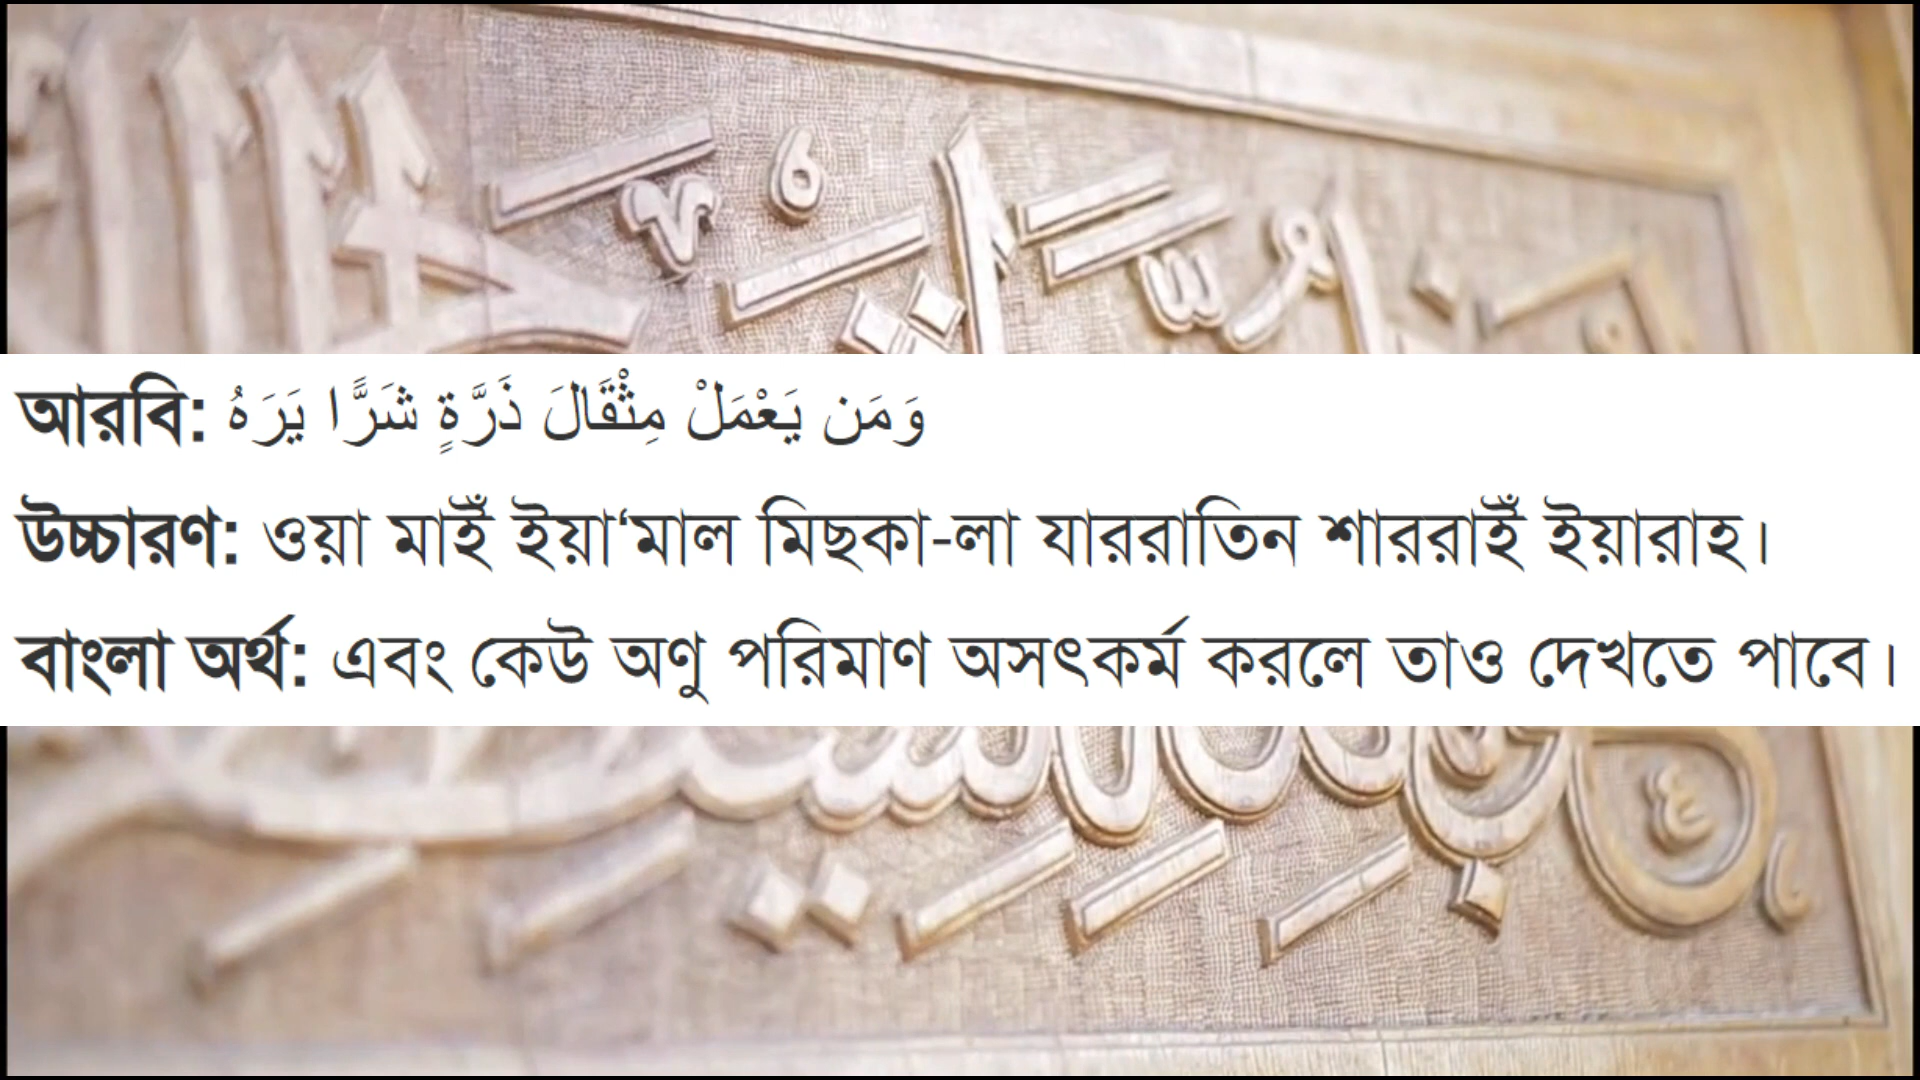 আরবি: وَمَن يَعْمَلْ مِثْقَالَ ذَرَّةٍ شَرًّا يَرَهُ
উচ্চারণ: ওয়া মাইঁ ইয়া‘মাল মিছকা-লা যাররাতিন শাররাইঁ ইয়ারাহ।
বাংলা অর্থ: এবং কেউ অণু পরিমাণ অসৎকর্ম করলে তাও দেখতে পাবে।